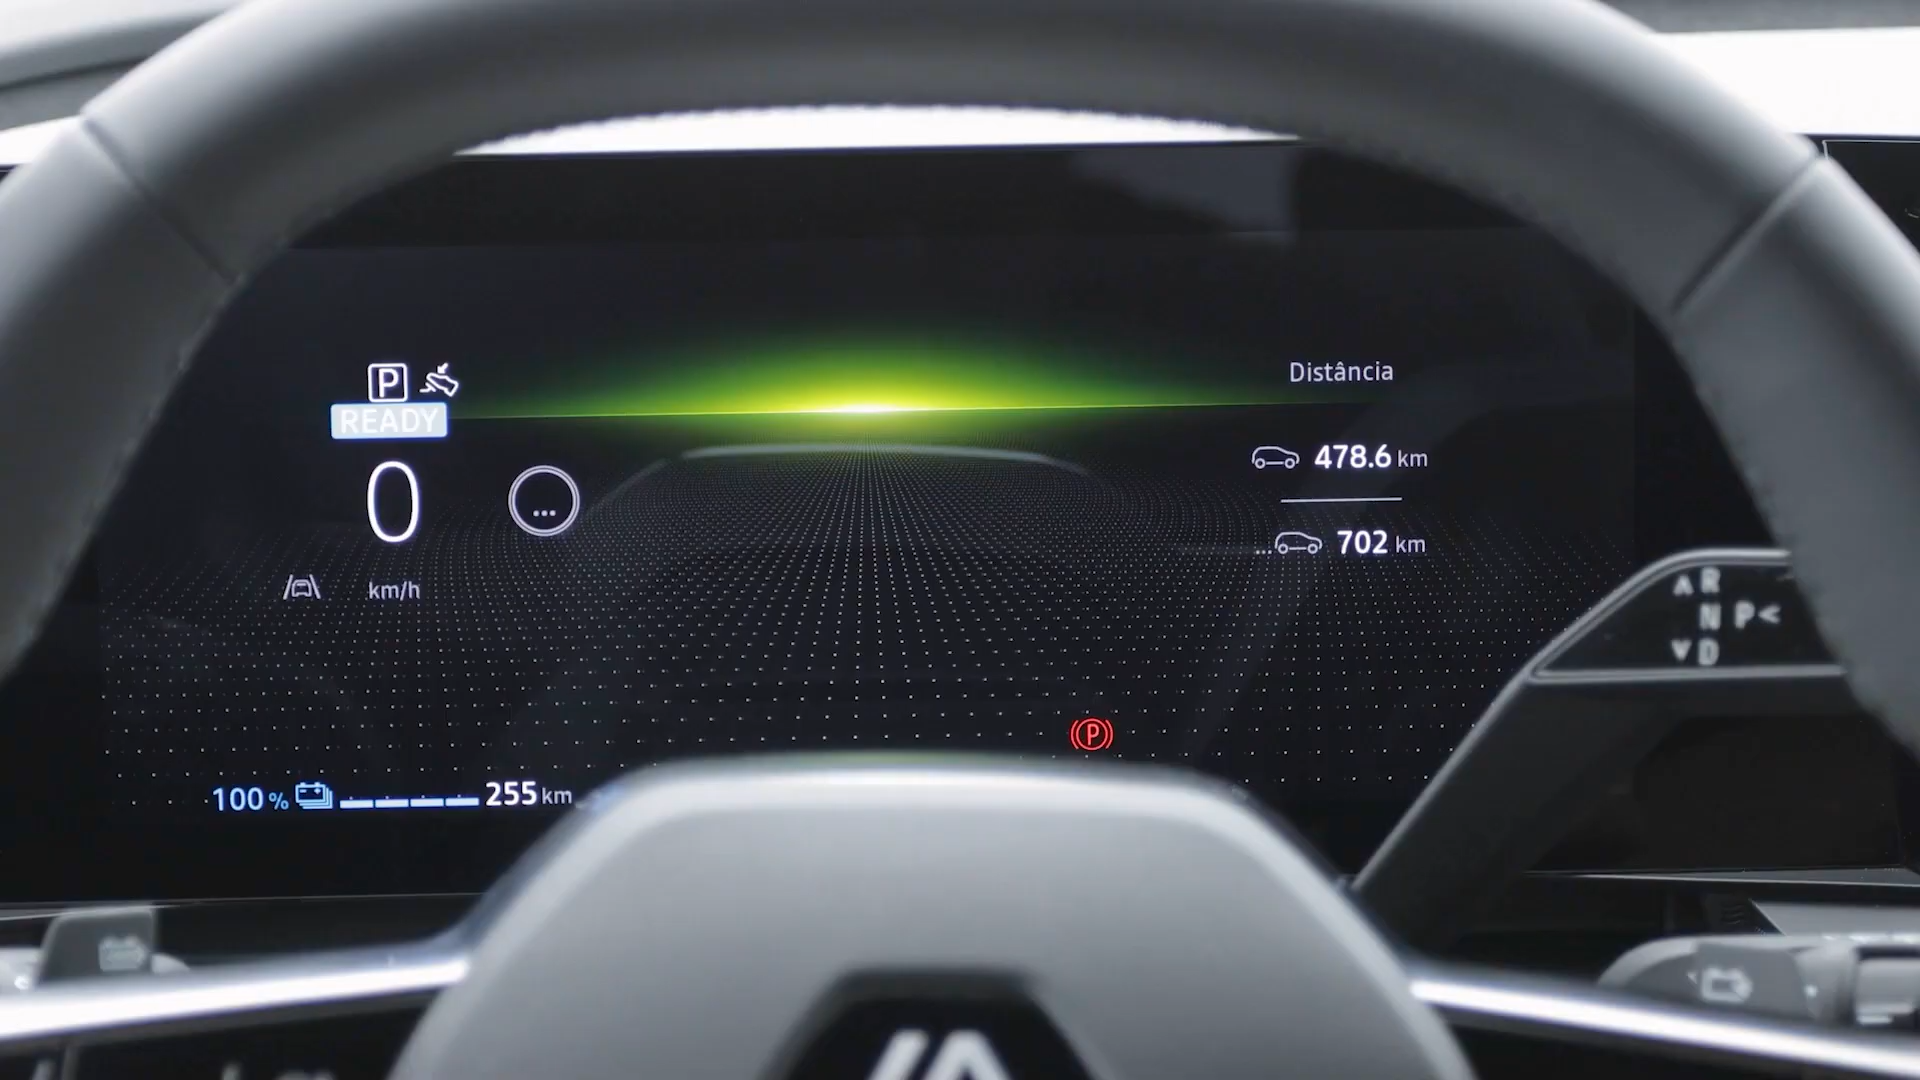 P
READY
0
...
km/h
Distância
478.6 km
...702 km
P
100% 255 km
R
N P<
D